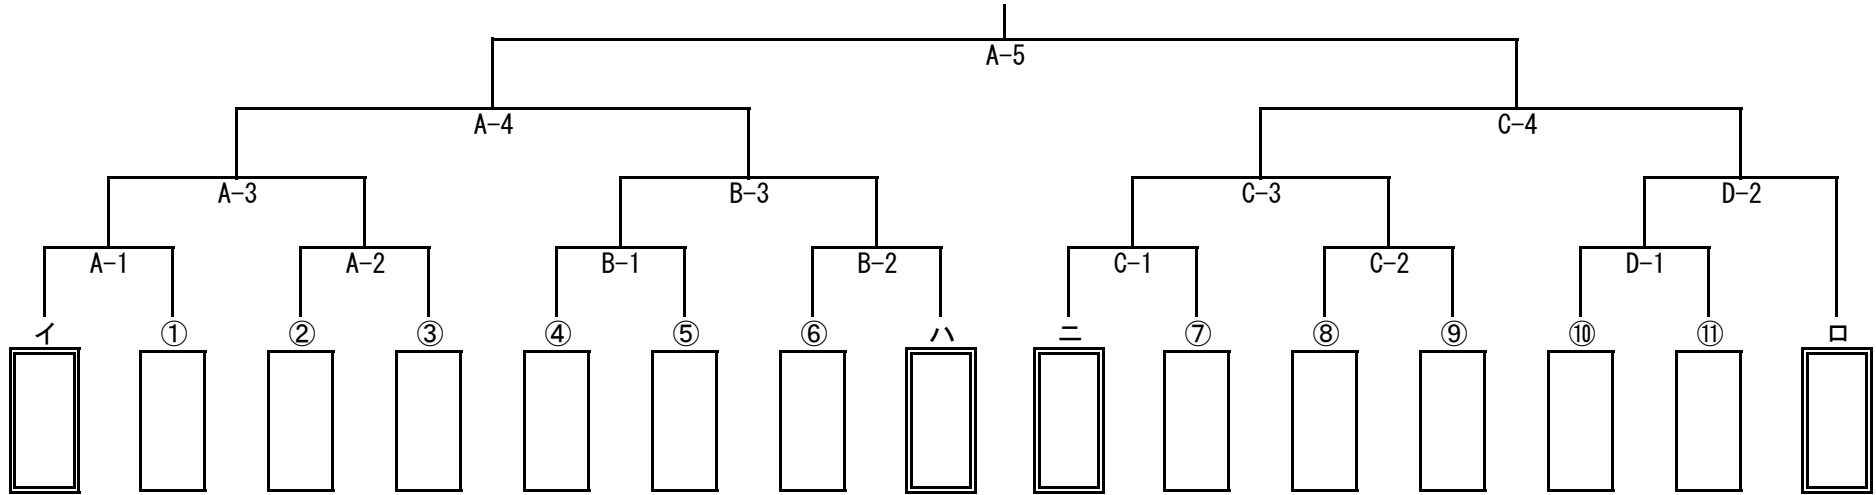 A-5
A-4 C-4
A-3 B-3 C-3 D-2
A-1 A-2 B-1 B-2 C-1 C-2 D-1
イ ① ② ③ ④ ⑤ ⑥ ハ ニ ⑦ ⑧ ⑨ ⑩ ⑪ ロ